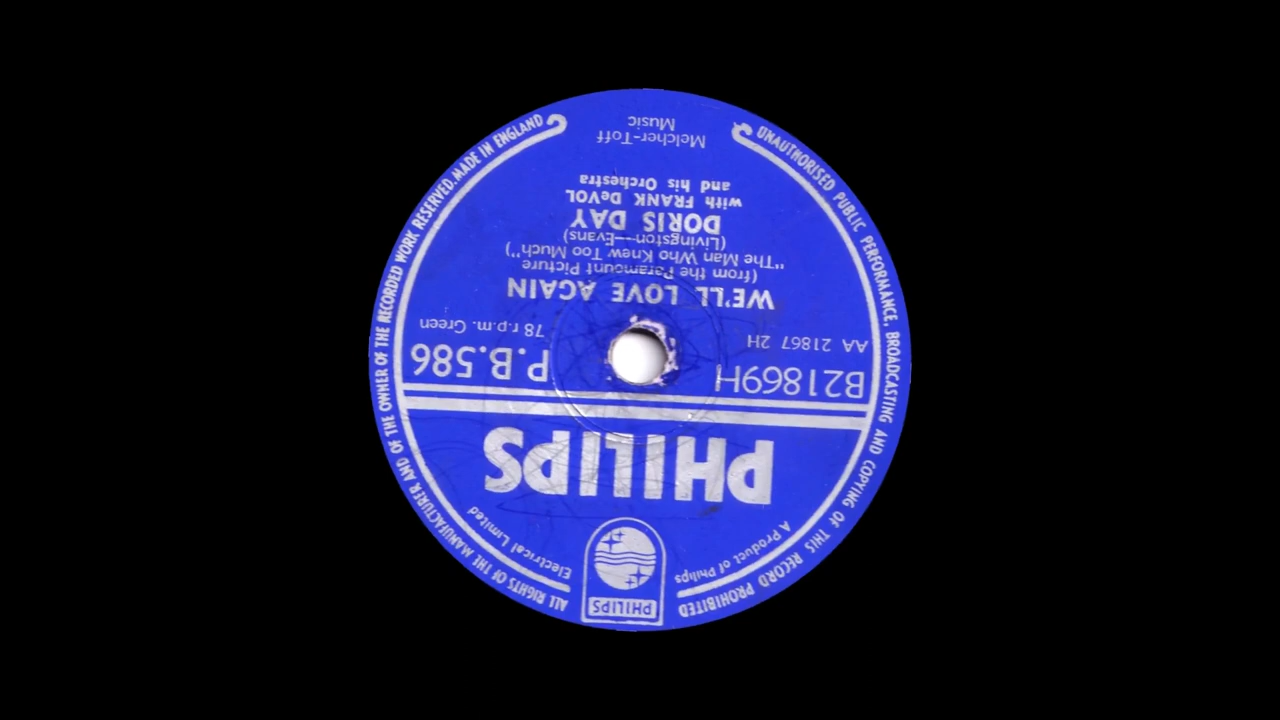 PHILIPS
A Product of Philips
Electrical Limited
PHILIPS
B21869H
P.B.586
AA 21867 2H
78 r.p.m. Green
WE'LL LOVE AGAIN
(from the Paramount Picture
"The Man Who Knew Too Much")
(Livingston—Evans)
DORIS DAY
with FRANK DeVOL
and his Orchestra
Melcher-Toff
Music
ALL RIGHTS OF THE MANUFACTURER AND OF THE OWNER OF THE RECORDED WORK RESERVED. MADE IN ENGLAND
UNAUTHORISED PUBLIC PERFORMANCE, BROADCASTING AND COPYING OF THIS RECORD PROHIBITED